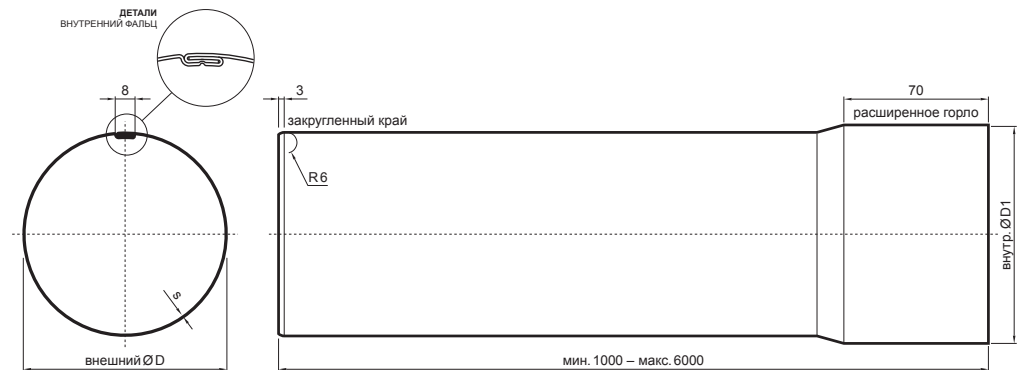 ДЕТАЛИ
ВНУТРЕННИЙ ФАЛЬЦ
8
3
70
закругленный край
расширенное горло
R6
внутр. ØD1
s
внешний ØD
мин. 1000 – макс. 6000